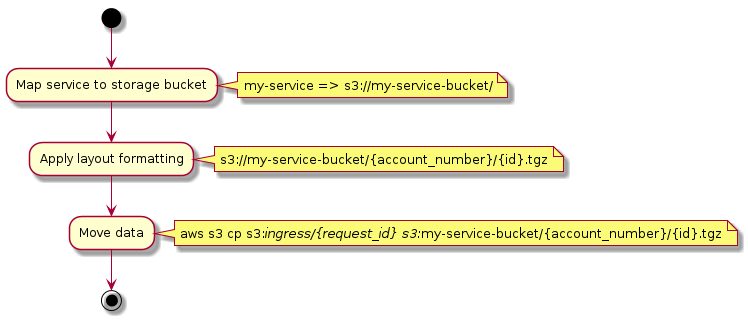 Map service to storage bucket
my-service => s3://my-service-bucket/
Apply layout formatting
s3://my-service-bucket/{account_number}/{id}.tgz
Move data
aws s3 cp s3:ingress/{request_id} s3:my-service-bucket/{account_number}/{id}.tgz